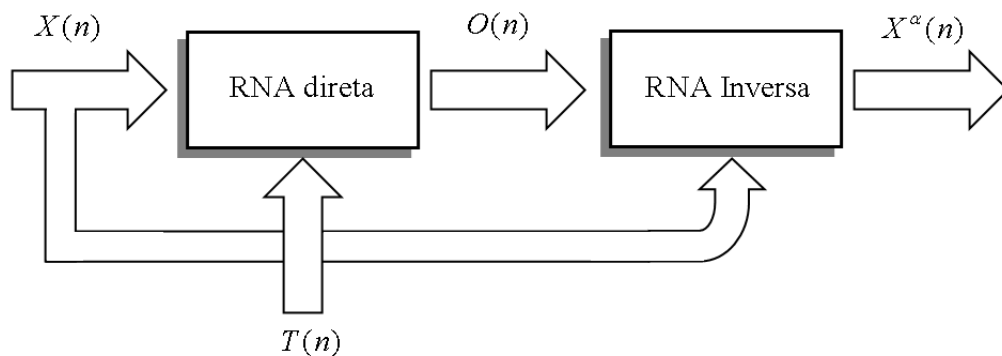 X(n)
O(n)
X^α(n)
RNA direta
RNA Inversa
T(n)